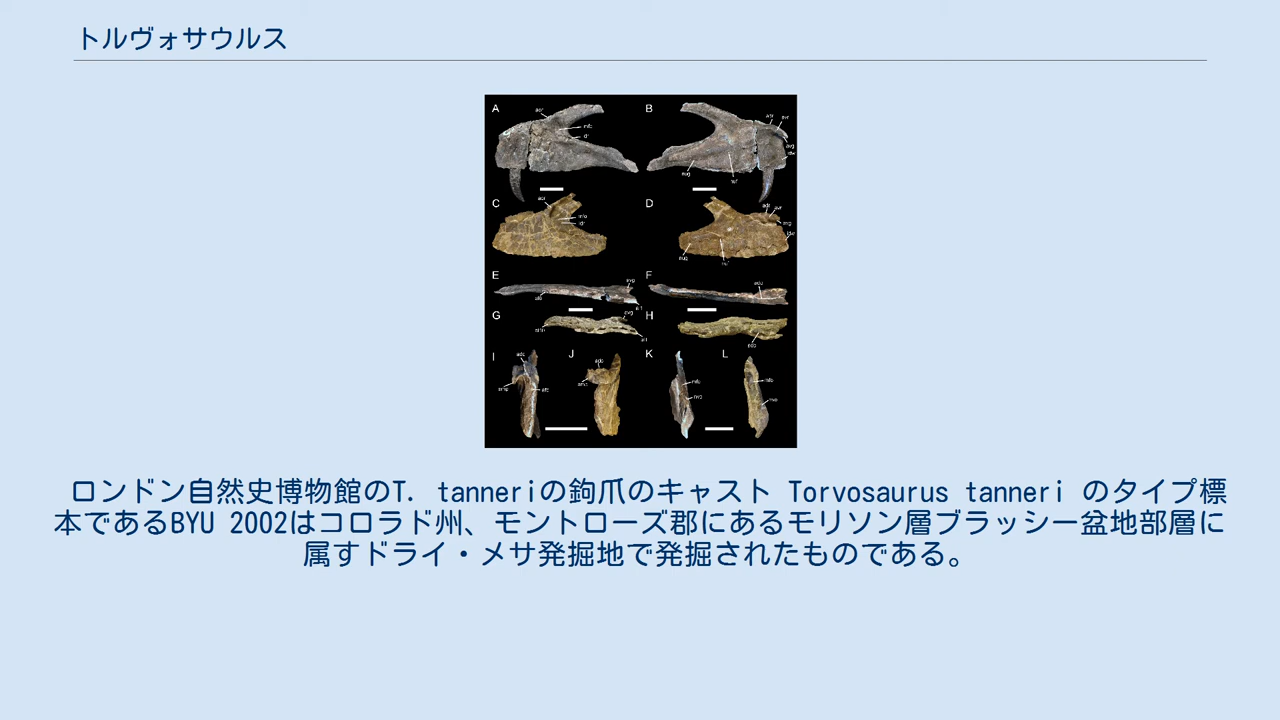 トルヴォサウルス
A
B
C
D
E
F
G
H
I
J
K
L
ロンドン自然史博物館のT. tanneriの鉤爪のキャスト Torvosaurus tanneri のタイプ標
本であるBYU 2002はコロラド州、モントローズ郡にあるモリソン層ブラッシー盆地部層に
属すドライ・メサ発掘地で発掘されたものである。